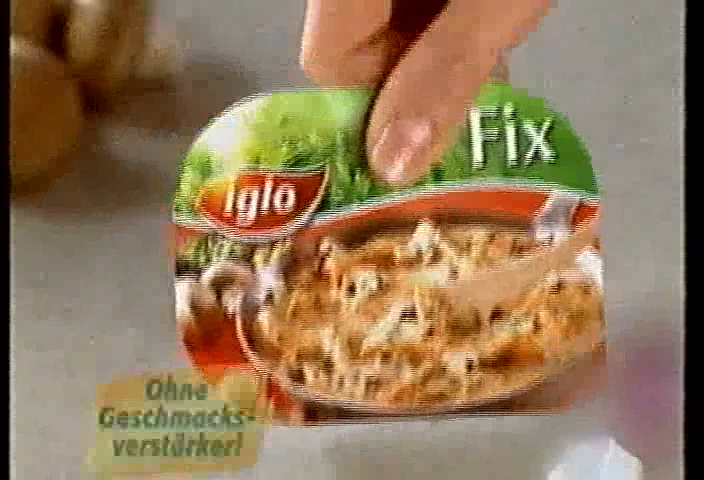 Fix
Iglo
Ohne
Geschmacks-
verstärker!